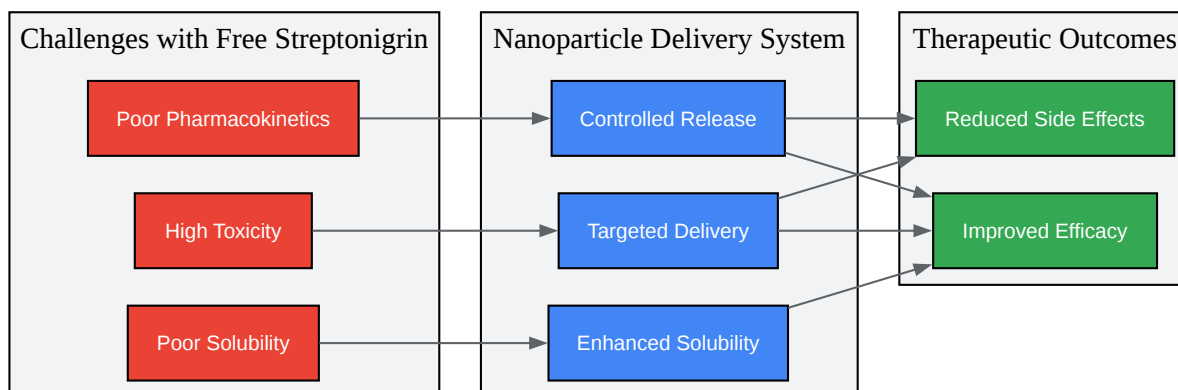 Challenges with Free Streptonigrin
Poor Pharmacokinetics
High Toxicity
Poor Solubility
Nanoparticle Delivery System
Controlled Release
Targeted Delivery
Enhanced Solubility
Therapeutic Outcomes
Reduced Side Effects
Improved Efficacy